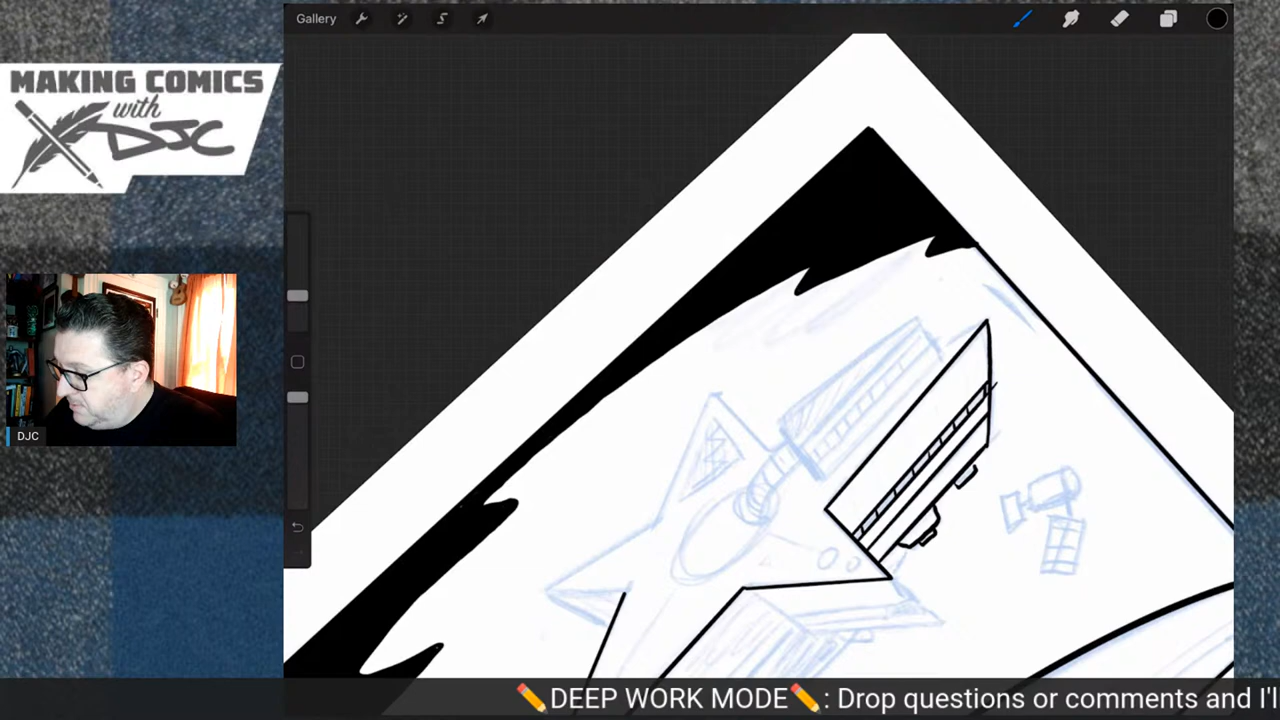 Gallery
MAKING COMICS
with
DJC
DJC
✏️DEEP WORK MODE✏️: Drop questions or comments and I'l